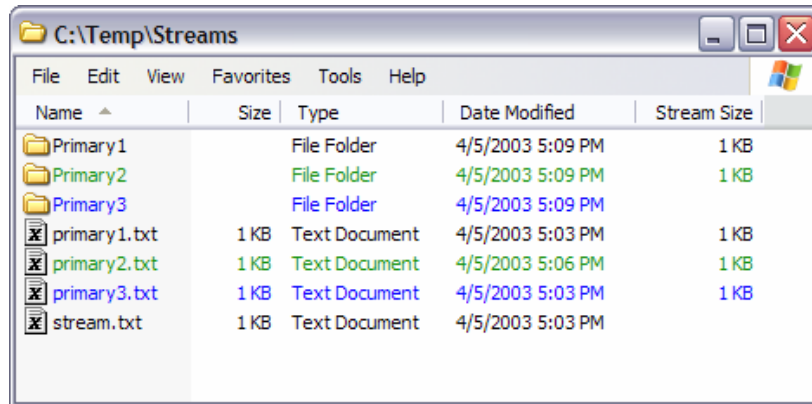 C:\Temp\Streams
File Edit View Favorites Tools Help
Name Size Type Date Modified Stream Size
Primary1 File Folder 4/5/2003 5:09 PM 1 KB
Primary2 File Folder 4/5/2003 5:09 PM 1 KB
Primary3 File Folder 4/5/2003 5:09 PM
primary1.txt 1 KB Text Document 4/5/2003 5:03 PM 1 KB
primary2.txt 1 KB Text Document 4/5/2003 5:06 PM 1 KB
primary3.txt 1 KB Text Document 4/5/2003 5:03 PM 1 KB
stream.txt 1 KB Text Document 4/5/2003 5:03 PM